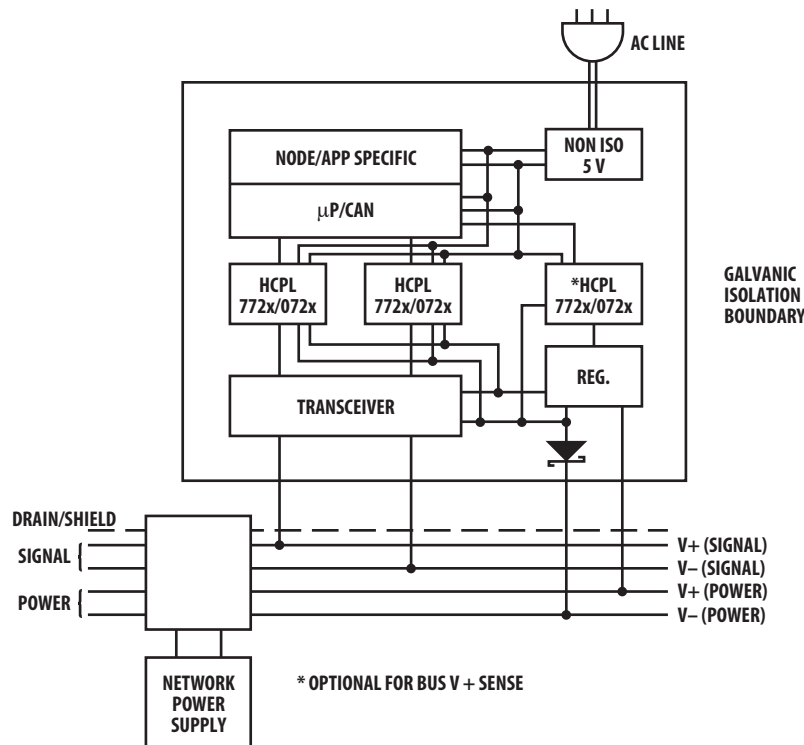 AC LINE
NODE/APP SPECIFIC
NON ISO
5 V
μP/CAN
HCPL
772x/072x
HCPL
772x/072x
*HCPL
772x/072x
GALVANIC
ISOLATION
BOUNDARY
REG.
TRANSCEIVER
DRAIN/SHIELD
SIGNAL
POWER
V+ (SIGNAL)
V– (SIGNAL)
V+ (POWER)
V– (POWER)
NETWORK
POWER
SUPPLY
* OPTIONAL FOR BUS V + SENSE